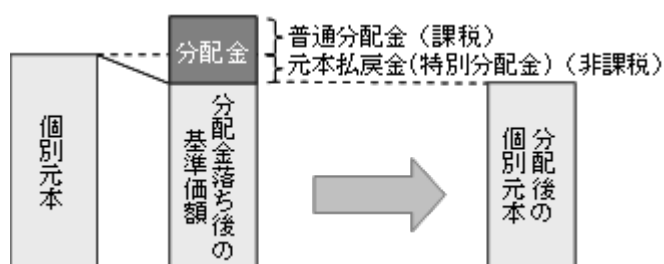 分配金
普通分配金（課税）
元本払戻金(特別分配金)（非課税）
個別元本
分配金落ち後の
基準価額
分配後の
個別元本